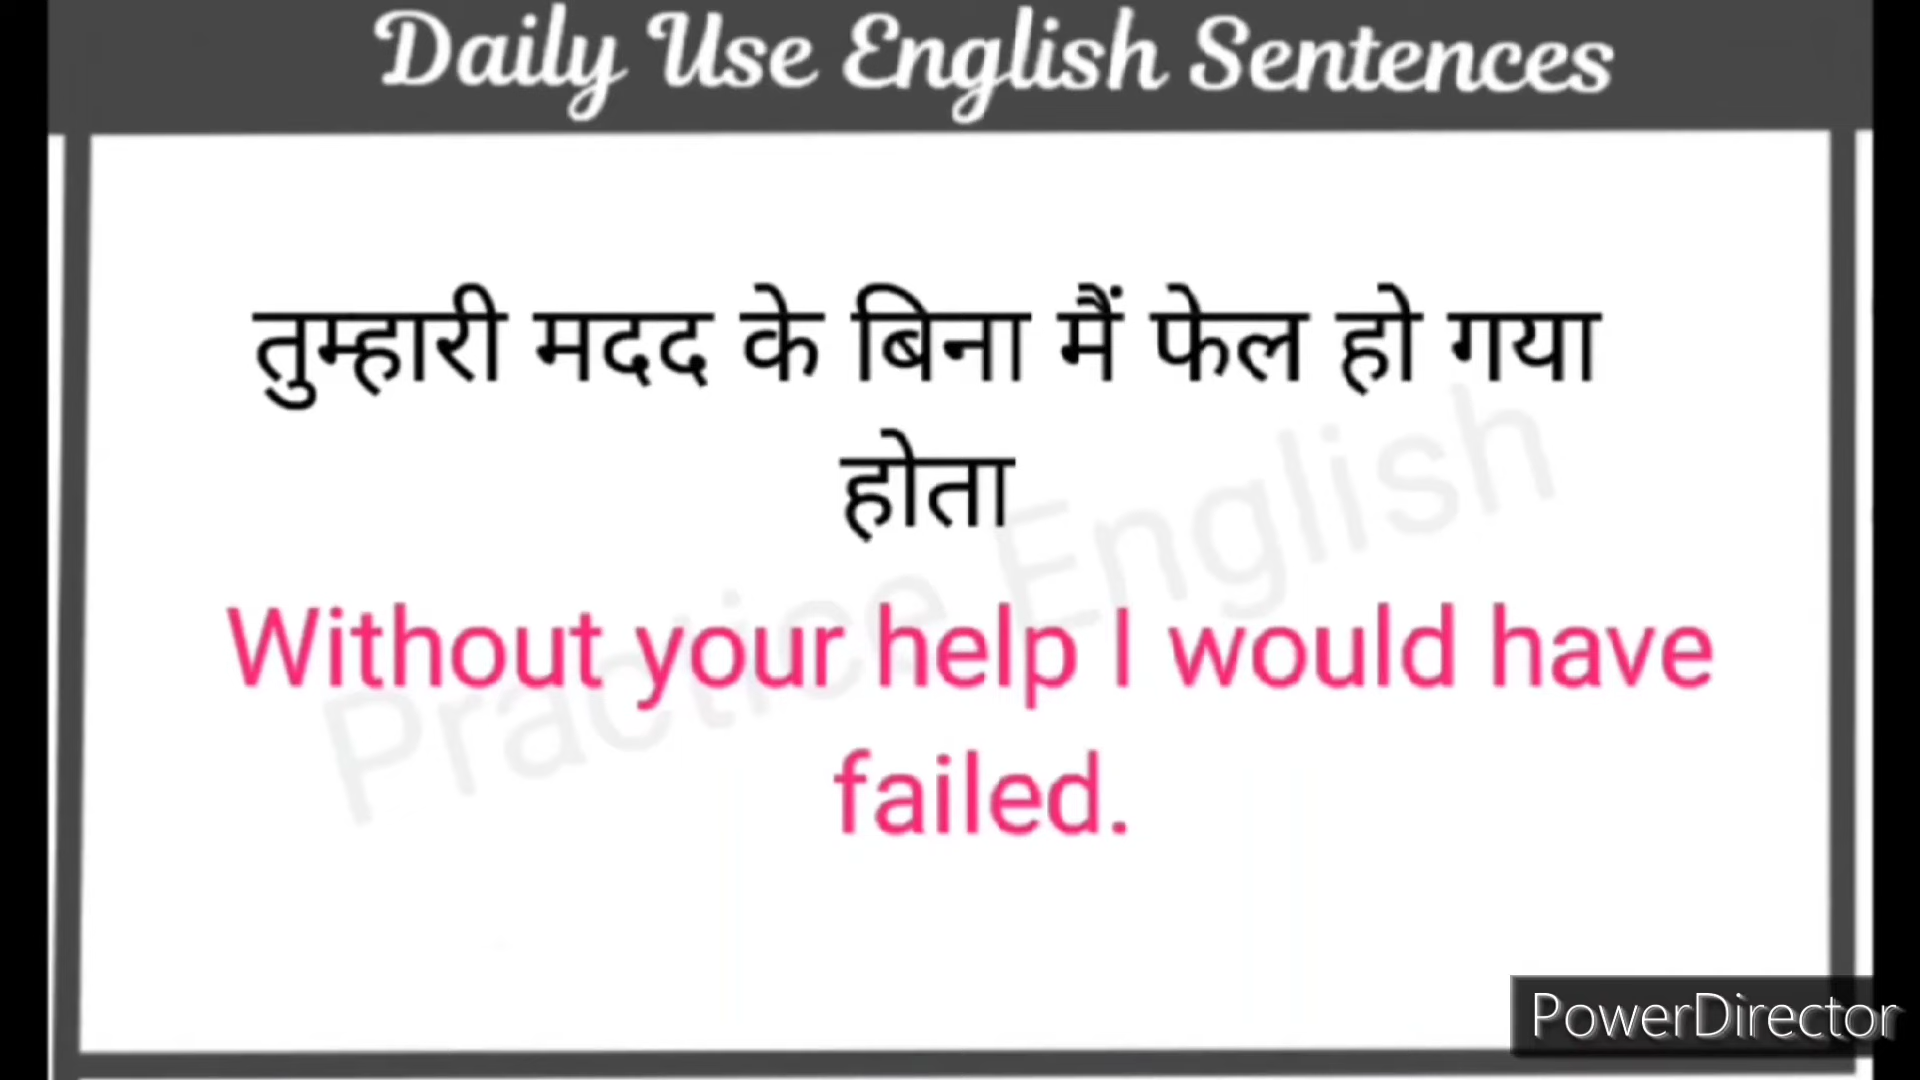 Daily Use English Sentences
तुम्हारी मदद के बिना मैं फेल हो गया
होता
Without your help I would have
failed.
Practice English
PowerDirector